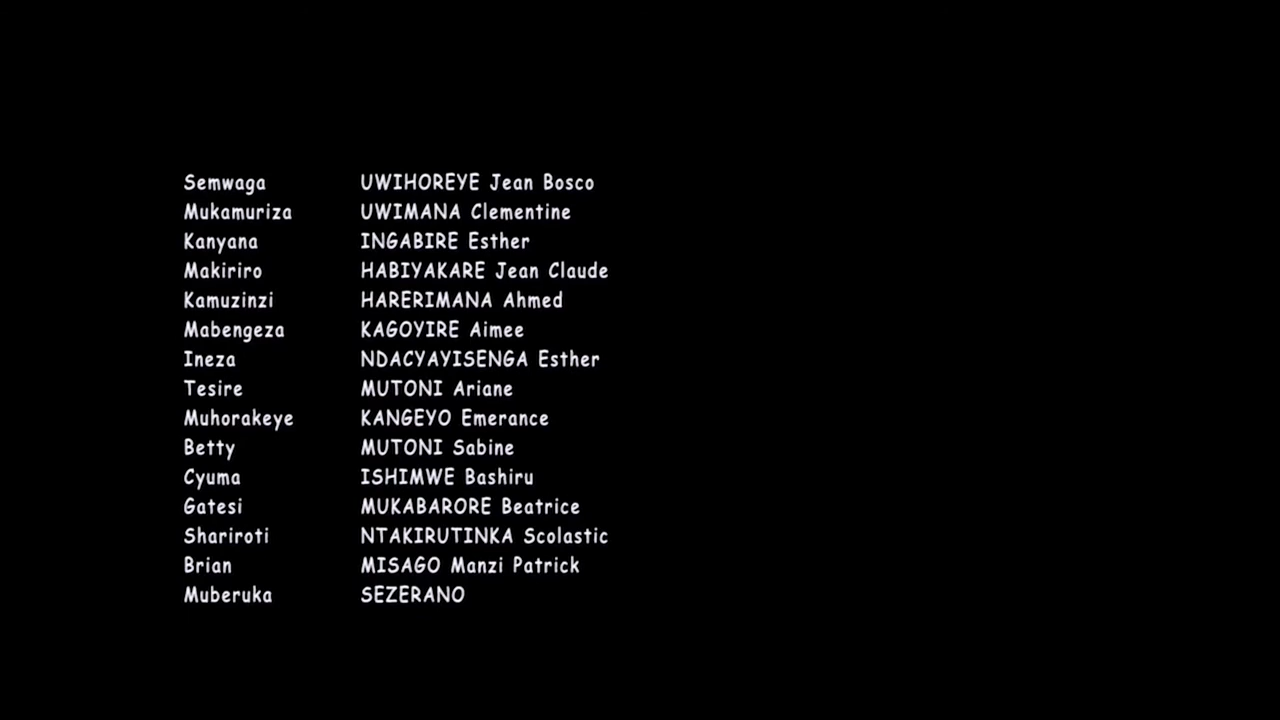 Semwaga UWIHOREYE Jean Bosco
Mukamuriza UWIMANA Clementine
Kanyana INGABIRE Esther
Makiriro HABIYAKARE Jean Claude
Kamuzinzi HARERIMANA Ahmed
Mabengeza KAGOYIRE Aimee
Ineza NDACYAYISENGA Esther
Tesire MUTONI Ariane
Muhorakeye KANGEYO Emerance
Betty MUTONI Sabine
Cyuma ISHIMWE Bashiru
Gatesi MUKABARORE Beatrice
Shariroti NTAKIRUTINKA Scolastic
Brian MISAGO Manzi Patrick
Muberuka SEZERANO